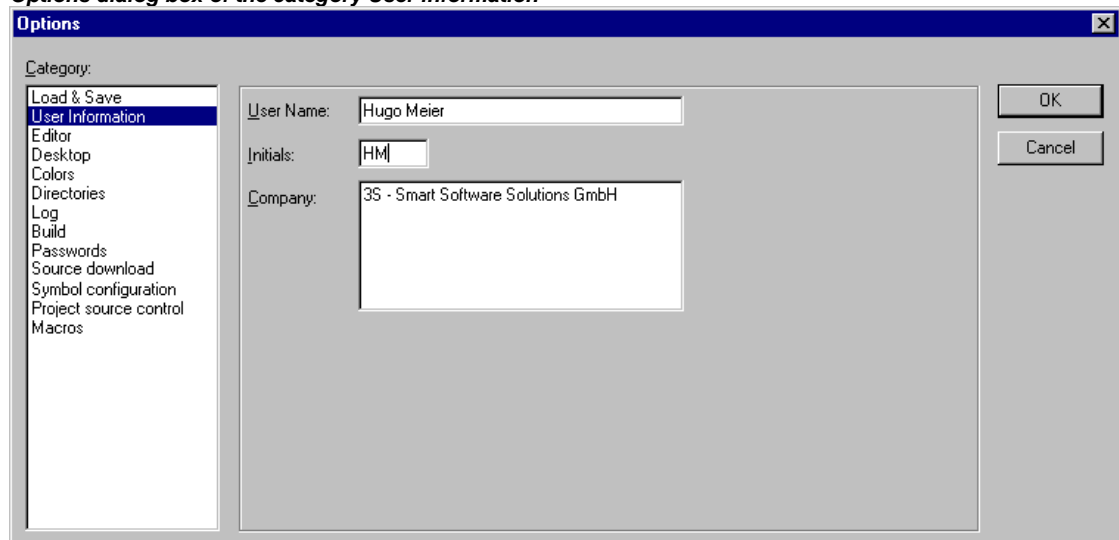 Options dialog box of the category User Information
Options
Category:
Load & Save
User Information
Editor
Desktop
Colors
Directories
Log
Build
Passwords
Source download
Symbol configuration
Project source control
Macros
User Name:
Hugo Meier
Initials:
HM
Company:
3S - Smart Software Solutions GmbH
OK
Cancel